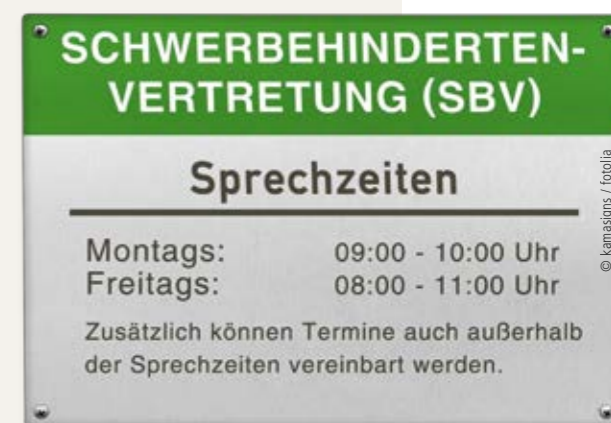 SCHWERBEHINDERTEN-
VERTRETUNG (SBV)
Sprechzeiten
Montags: 09:00 - 10:00 Uhr
Freitags: 08:00 - 11:00 Uhr
Zusätzlich können Termine auch außerhalb
der Sprechzeiten vereinbart werden.
© kamasigns / fotolia